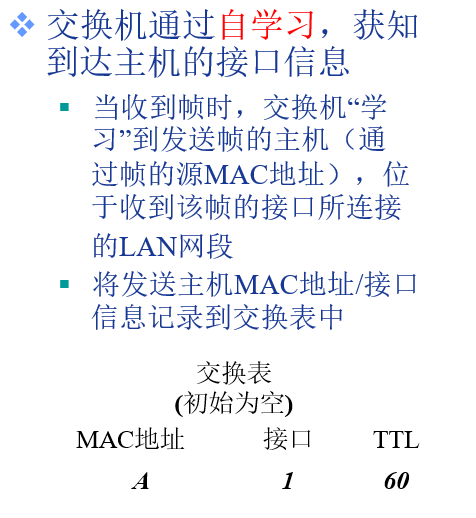 交换机通过自学习，获知
到达主机的接口信息
当收到帧时，交换机“学
习”到发送帧的主机（通
过帧的源MAC地址），位
于收到该帧的接口所连接
的LAN网段
将发送主机MAC地址/接口
信息记录到交换表中
交换表
(初始为空)
MAC地址 接口 TTL
A 1 60